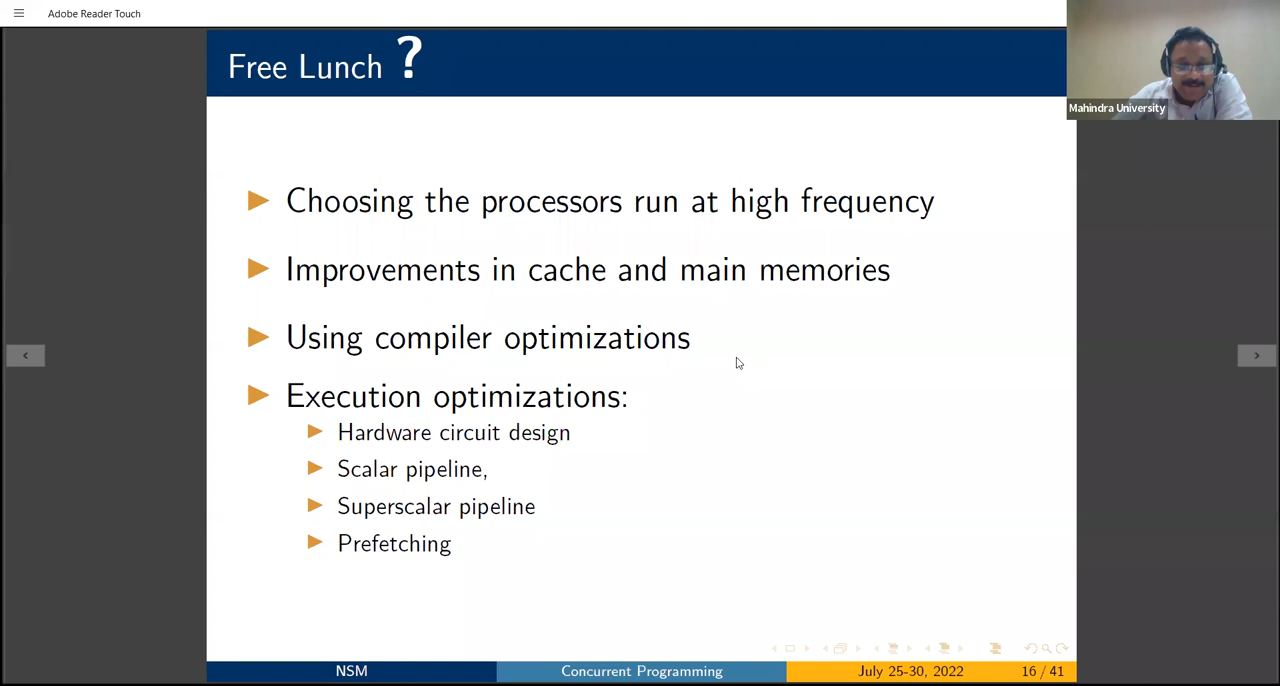 Adobe Reader Touch
Free Lunch ?
Mahindra University
Choosing the processors run at high frequency
Improvements in cache and main memories
Using compiler optimizations
Execution optimizations:
Hardware circuit design
Scalar pipeline,
Superscalar pipeline
Prefetching
NSM Concurrent Programming July 25-30, 2022 16 / 41